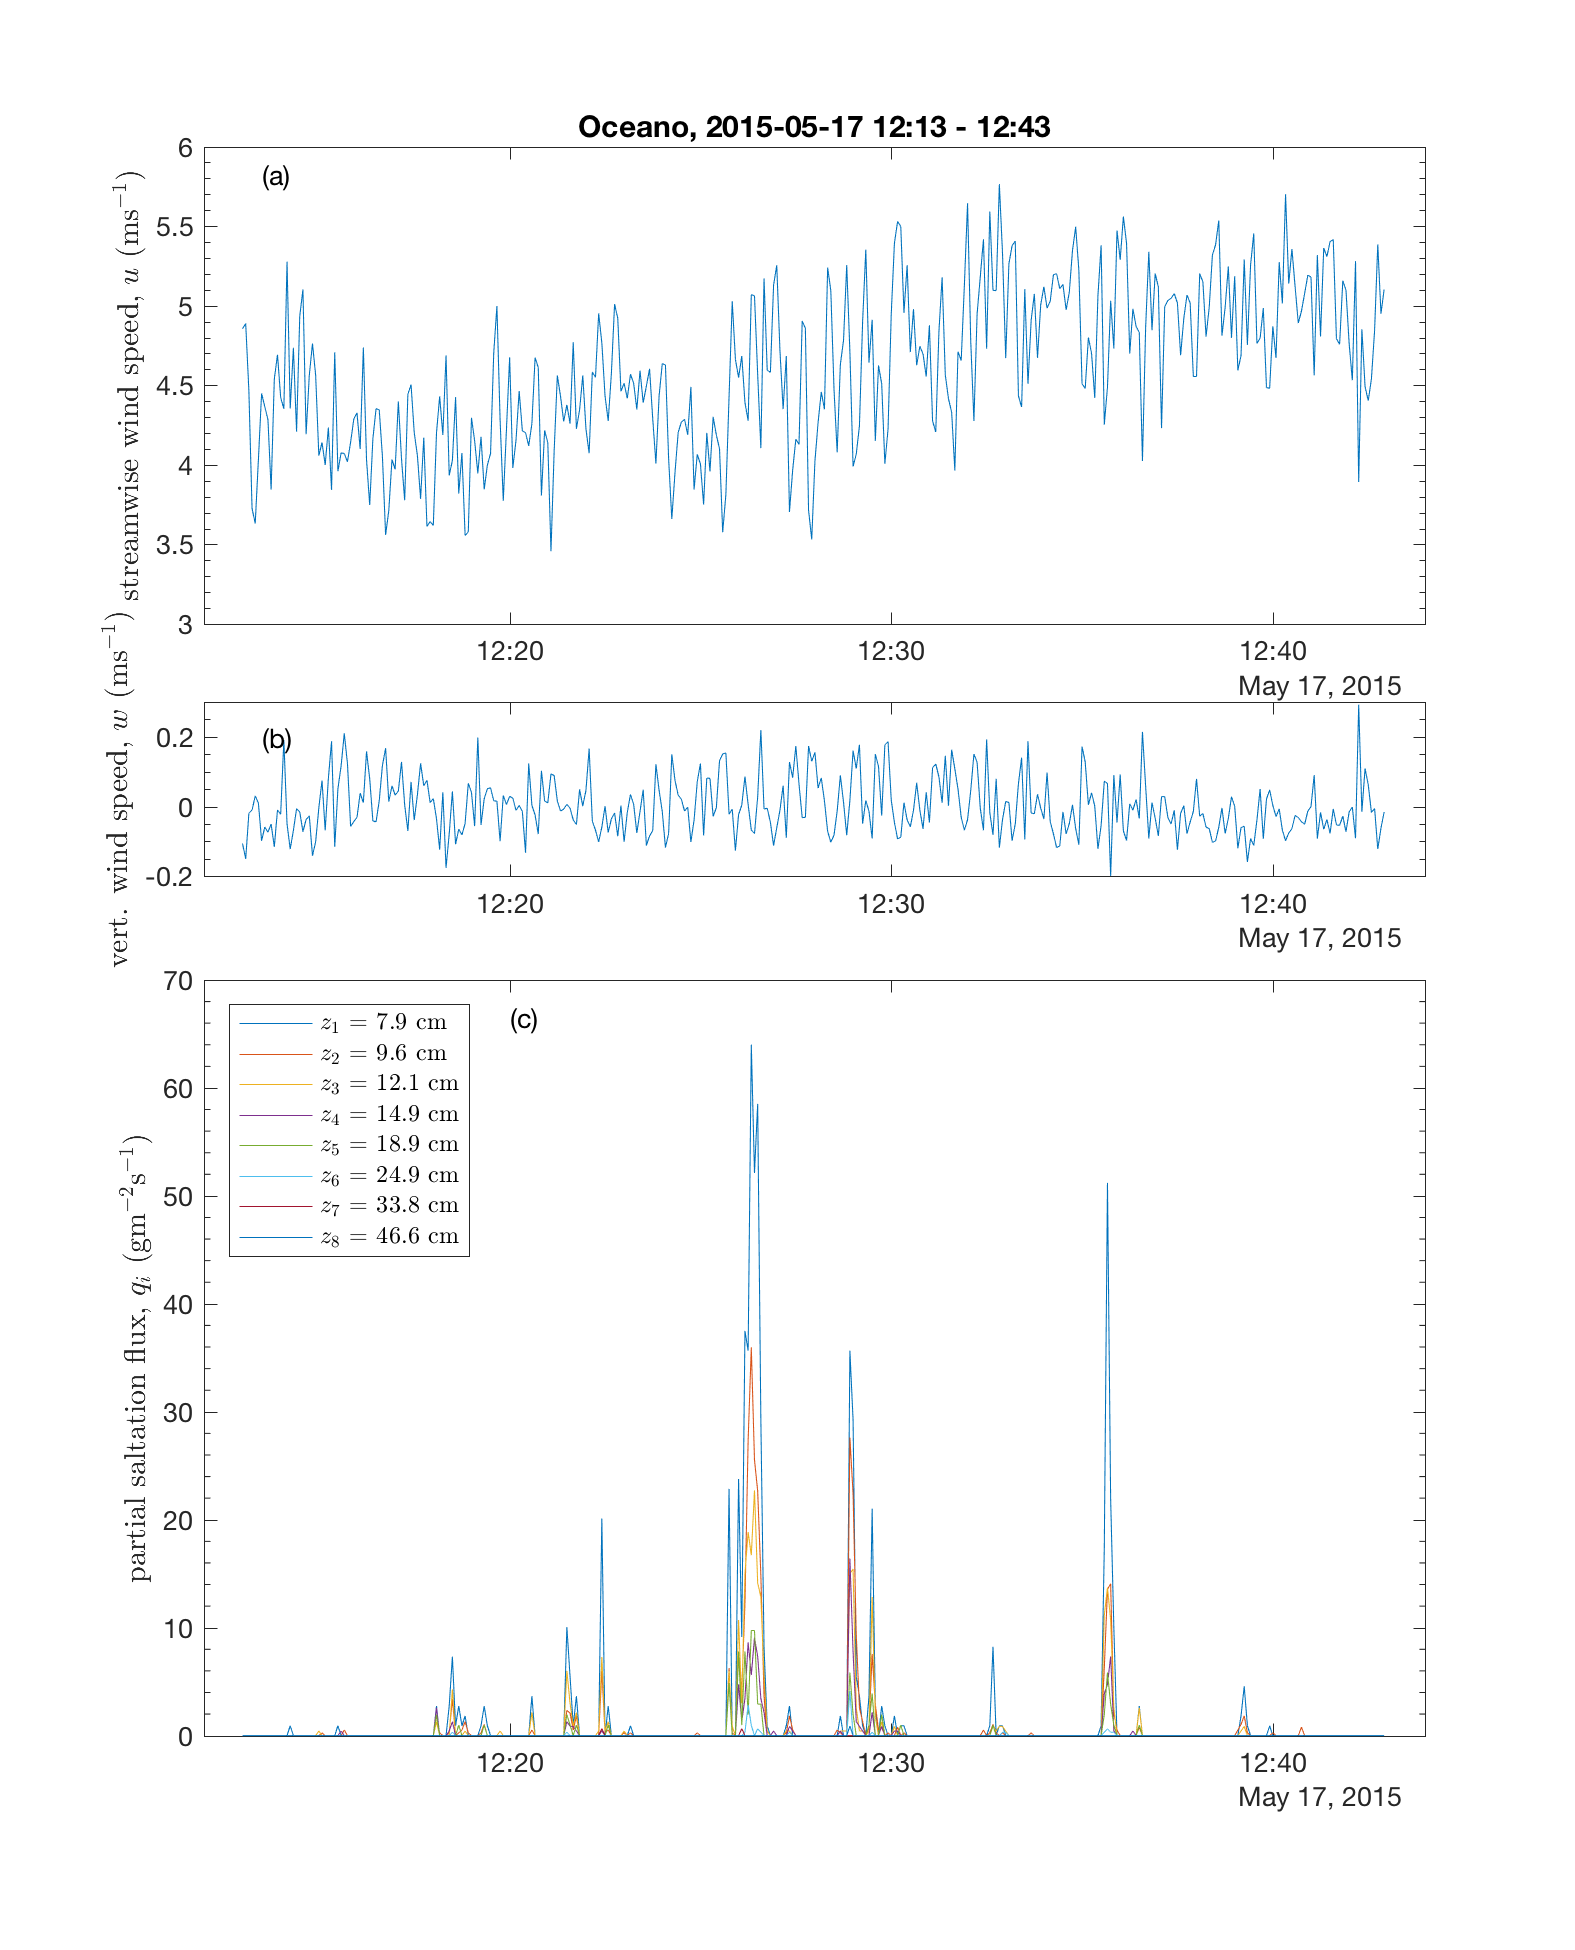 Oceano, 2015-05-17 12:13 - 12:43
(a)
streamwise wind speed, u (ms⁻¹)
6
5.5
5
4.5
4
3.5
3
12:20 12:30 12:40
May 17, 2015
(b)
vert. wind speed, w (ms⁻¹)
0.2
0
-0.2
12:20 12:30 12:40
May 17, 2015
(c)
partial saltation flux, qᵢ (gm⁻²s⁻¹)
70
60
50
40
30
20
10
0
z₁ = 7.9 cm
z₂ = 9.6 cm
z₃ = 12.1 cm
z₄ = 14.9 cm
z₅ = 18.9 cm
z₆ = 24.9 cm
z₇ = 33.8 cm
z₈ = 46.6 cm
12:20 12:30 12:40
May 17, 2015